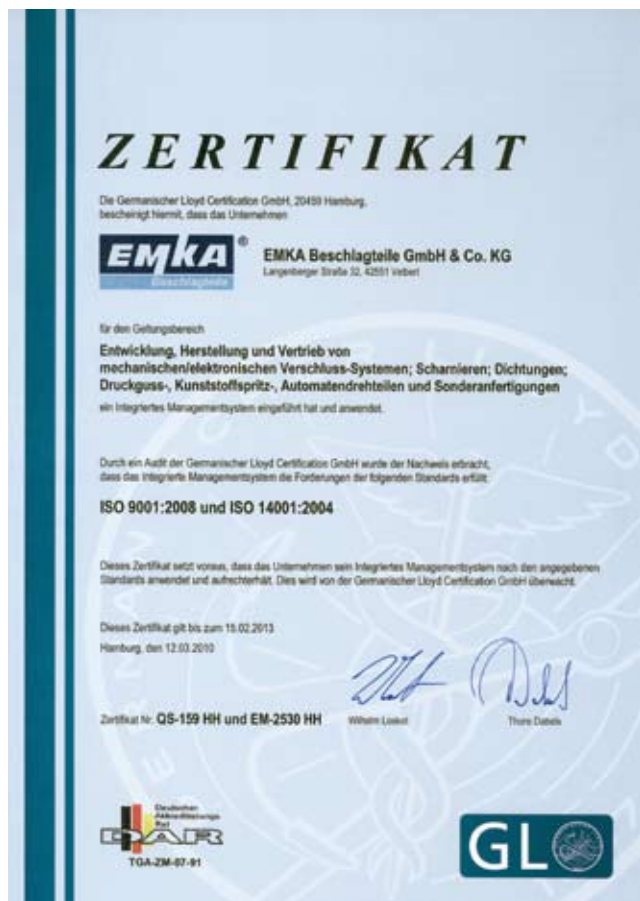 ZERTIFIKAT
Die Germanischer Lloyd Certification GmbH, 20459 Hamburg,
bescheinigt hiermit, dass das Unternehmen
EMKA ®
Beschlagteile
EMKA Beschlagteile GmbH & Co. KG
Langenberger Straße 32, 42551 Velbert
für den Geltungsbereich
Entwicklung, Herstellung und Vertrieb von
mechanischen/elektronischen Verschluss-Systemen; Scharnieren; Dichtungen;
Druckguss-, Kunststoffspritz-, Automatendrehteilen und Sonderanfertigungen
ein Integriertes Managementsystem eingeführt hat und anwendet.
Durch ein Audit der Germanischer Lloyd Certification GmbH wurde der Nachweis erbracht,
dass das Integrierte Managementsystem die Forderungen der folgenden Standards erfüllt:
ISO 9001:2008 und ISO 14001:2004
Dieses Zertifikat setzt voraus, dass das Unternehmen sein Integriertes Managementsystem nach den angegebenen
Standards anwendet und aufrechterhält. Dies wird von der Germanischer Lloyd Certification GmbH überwacht.
Dieses Zertifikat gilt bis zum 15.02.2013
Hamburg, den 12.03.2010
Zertifikat Nr. QS-159 HH und EM-2530 HH
Wilhelm Loskot
Thore Dabels
Deutscher
Akkreditierungs
Rat
DAR
TGA-ZM-07-91
GL